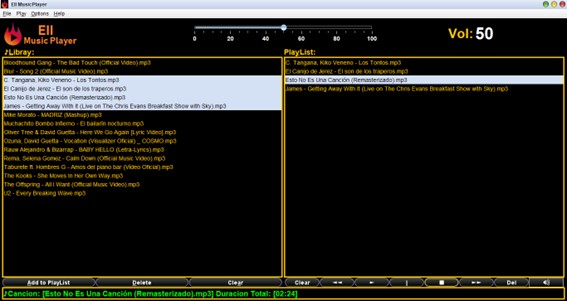 Ell Music Player
File Play Options Help
Ell
Music Player
0 20 40 60 80 100
Vol: 50
♪Libray:
PlayList:
Bloodhound Gang - The Bad Touch (Official Video).mp3
Blur - Song 2 (Official Music Video).mp3
C. Tangana, Kiko Veneno - Los Tontos.mp3
El Canijo de Jerez - El son de los traperos.mp3
Esto No Es Una Canción (Remasterizado).mp3
James - Getting Away With It (Live on The Chris Evans Breakfast Show with Sky).mp3
Mike Morato - MADRIZ (Mashup).mp3
Muchachito Bombo Infierno - El bailarín nocturno.mp3
Oliver Tree & David Guetta - Here We Go Again [Lyric Video].mp3
Ozuna, David Guetta - Vocation (Visualizer Oficial) _ COSMO.mp3
Rauw Alejandro & Bizarrap - BABY HELLO (Letra-Lyrics).mp3
Rema, Selena Gomez - Calm Down (Official Music Video).mp3
Taburete ft. Hombres G - Amos del piano bar (Video Oficial).mp3
The Kooks - She Moves In Her Own Way.mp3
The Offspring - All I Want (Official Music Video).mp3
U2 - Every Breaking Wave.mp3
C. Tangana, Kiko Veneno - Los Tontos.mp3
El Canijo de Jerez - El son de los traperos.mp3
Esto No Es Una Canción (Remasterizado).mp3
James - Getting Away With It (Live on The Chris Evans Breakfast Show with Sky).mp3
Add to PlayList Delete Clear Clear ◄◄ ► || ■ ►► Del
♪Cancion: [Esto No Es Una Canción (Remasterizado).mp3] Duracion Total: [02:24]